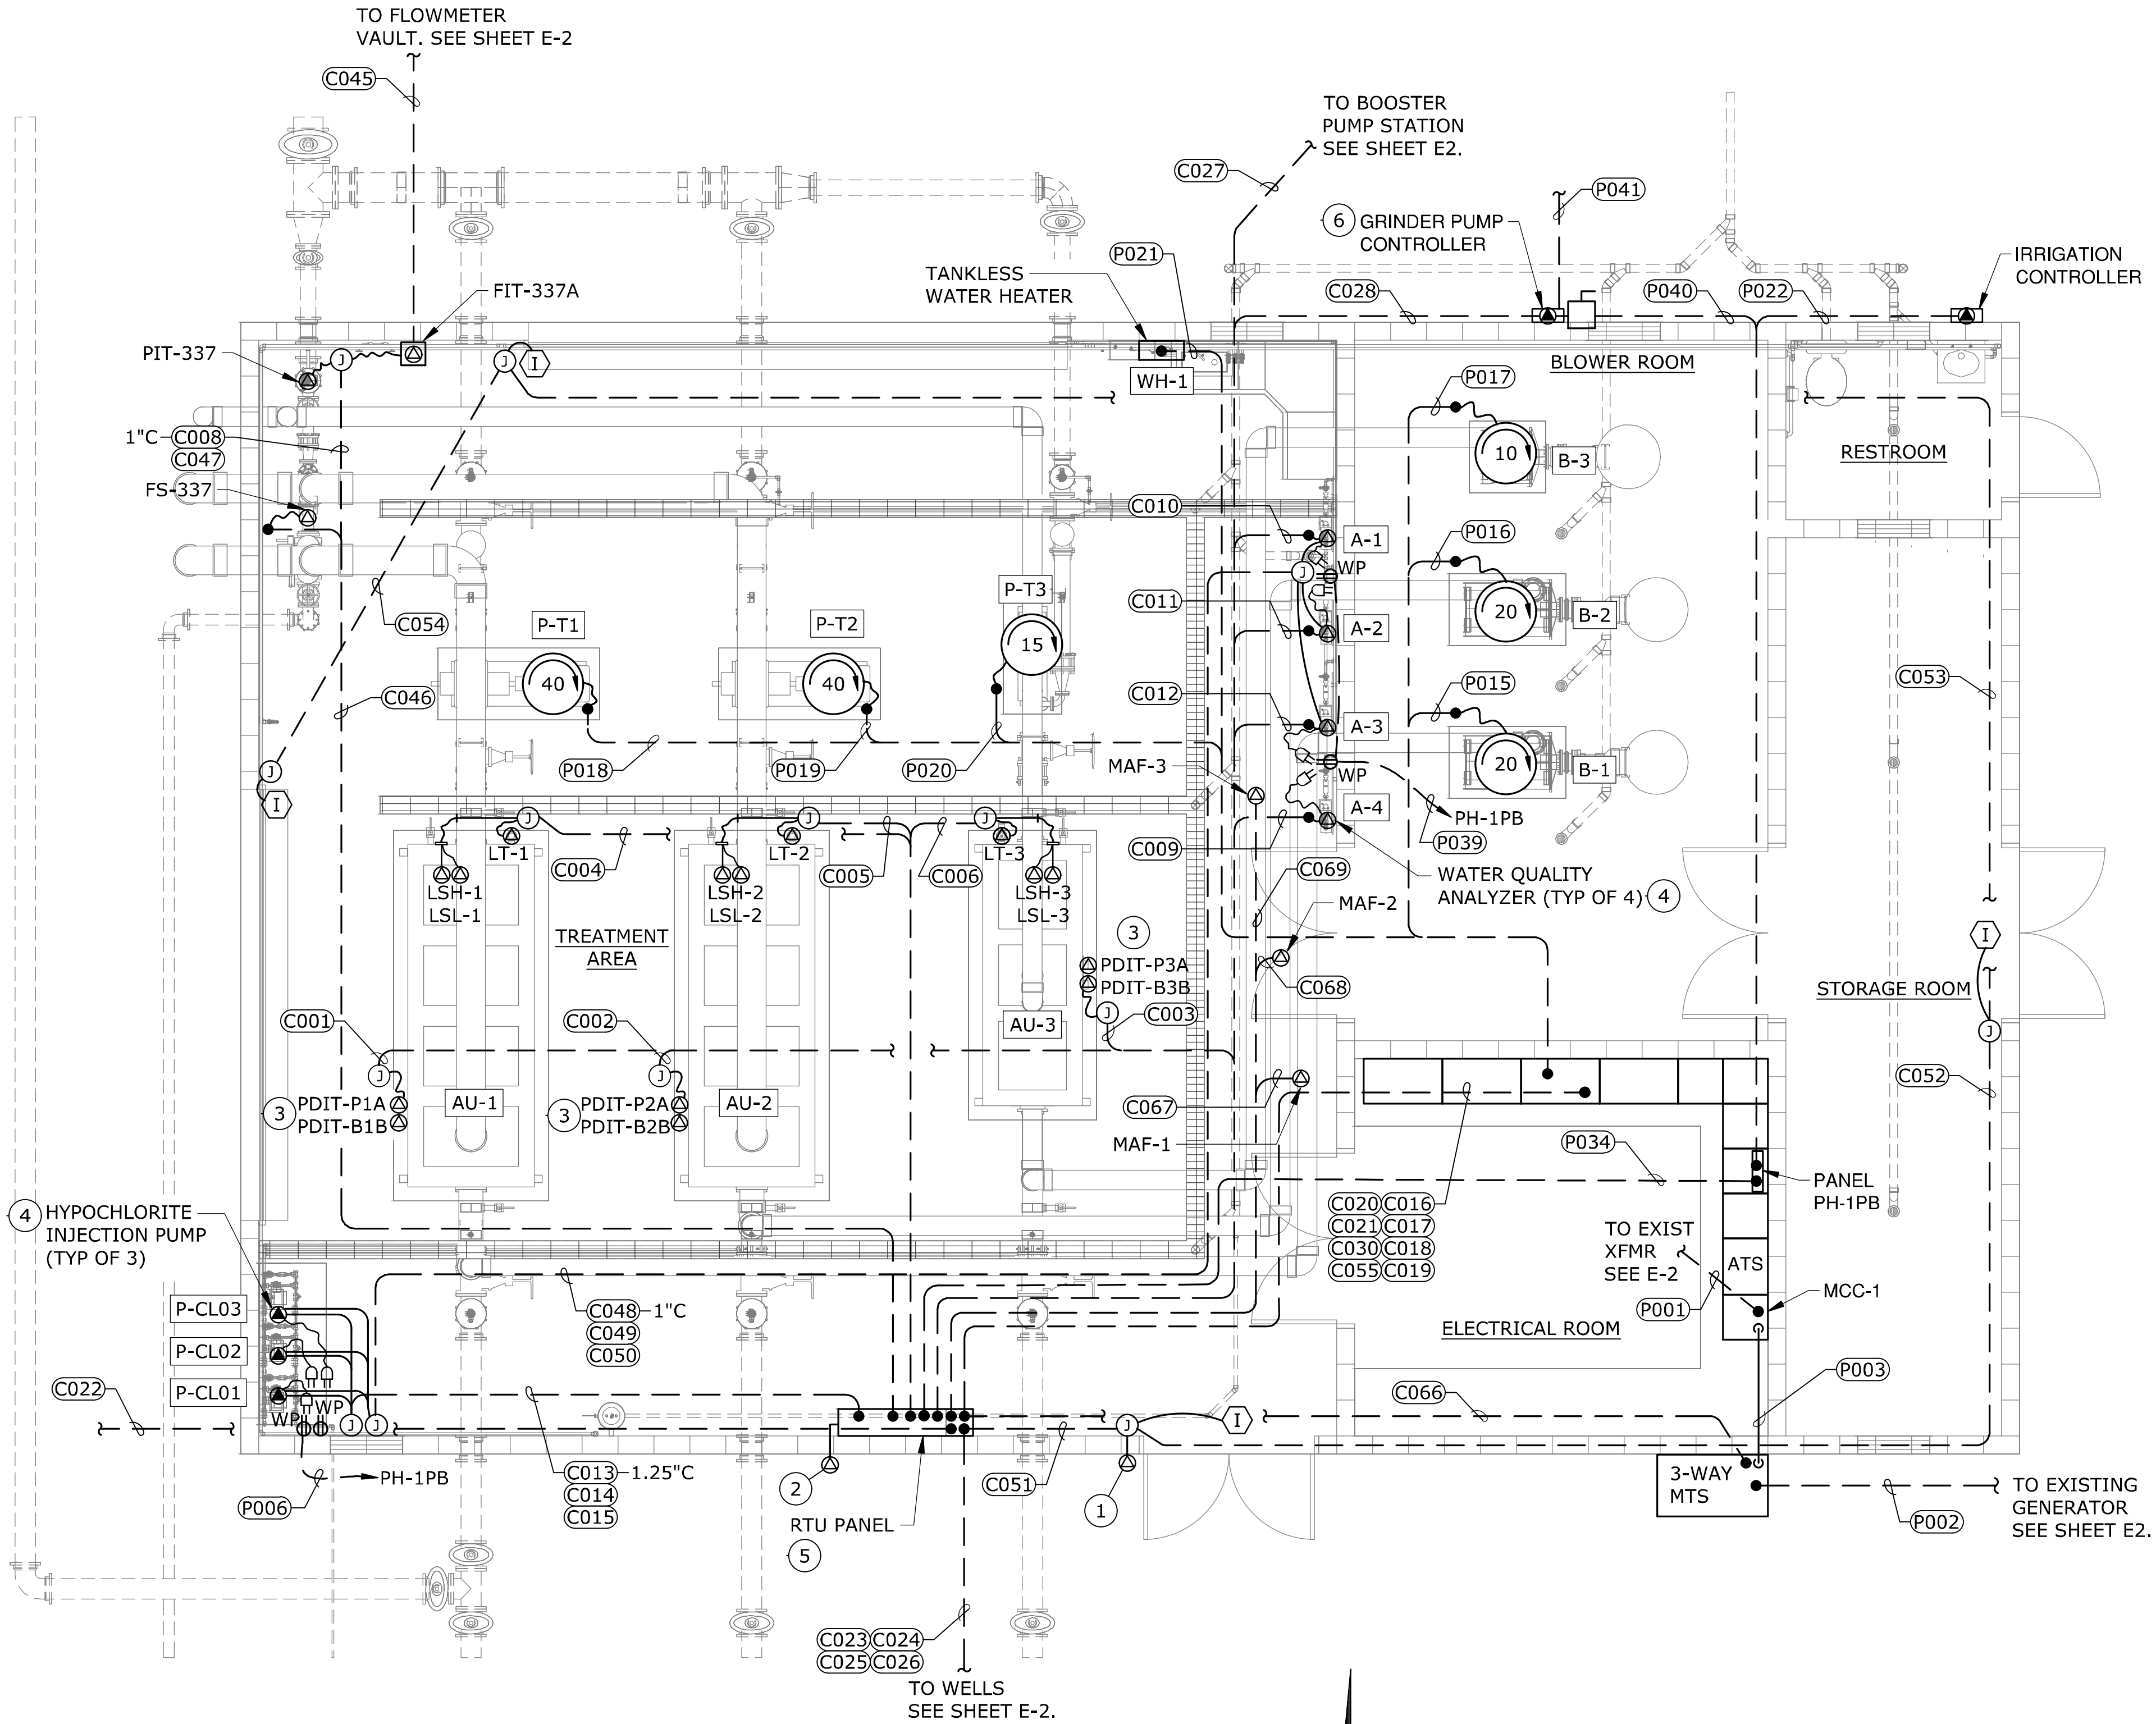 TO FLOWMETER
VAULT. SEE SHEET E-2
C045
TO BOOSTER
PUMP STATION
SEE SHEET E2.
C027
P041
6 GRINDER PUMP
CONTROLLER
P021
TANKLESS
WATER HEATER
C028
P040
P022
IRRIGATION
CONTROLLER
FIT-337A
PIT-337
J
J
I
WH-1
BLOWER ROOM
P017
1"C C008
C047
10
B-3
RESTROOM
FS-337
C010
A-1
P016
WP
J
P-T3
C011
A-2
20
B-2
C054
P-T1
P-T2
15
40
40
C046
C012
A-3
P015
C053
P018
P019
P020
MAF-3
WP
20
B-1
J
I
A-4
PH-1PB
P039
J
J
J
LT-1
LT-2
LT-3
C004
C005
C006
C009
C069
LSH-1
LSL-1
LSH-2
LSL-2
LSH-3
LSL-3
WATER QUALITY
ANALYZER (TYP OF 4) 4
MAF-2
TREATMENT
AREA
3
PDIT-P3A
PDIT-B3B
I
C068
STORAGE ROOM
C001
C002
J
C003
AU-3
J
J
J
C052
3 PDIT-P1A
PDIT-B1B
AU-1
3 PDIT-P2A
PDIT-B2B
AU-2
C067
MAF-1
P034
PANEL
PH-1PB
4 HYPOCHLORITE
INJECTION PUMP
(TYP OF 3)
C020 C016
C021 C017
C030 C018
C055 C019
TO EXIST
XFMR
SEE E-2
ATS
P001
MCC-1
P-CL03
C048 1"C
C049
C050
ELECTRICAL ROOM
P-CL02
P003
C022
P-CL01
C066
WP
WP
J
J
J
I
C013 1.25"C
C014
C015
PH-1PB
P006
2
C051
1
3-WAY
MTS
TO EXISTING
GENERATOR
SEE SHEET E2.
P002
RTU PANEL
5
C023 C024
C025 C026
TO WELLS
SEE SHEET E-2.